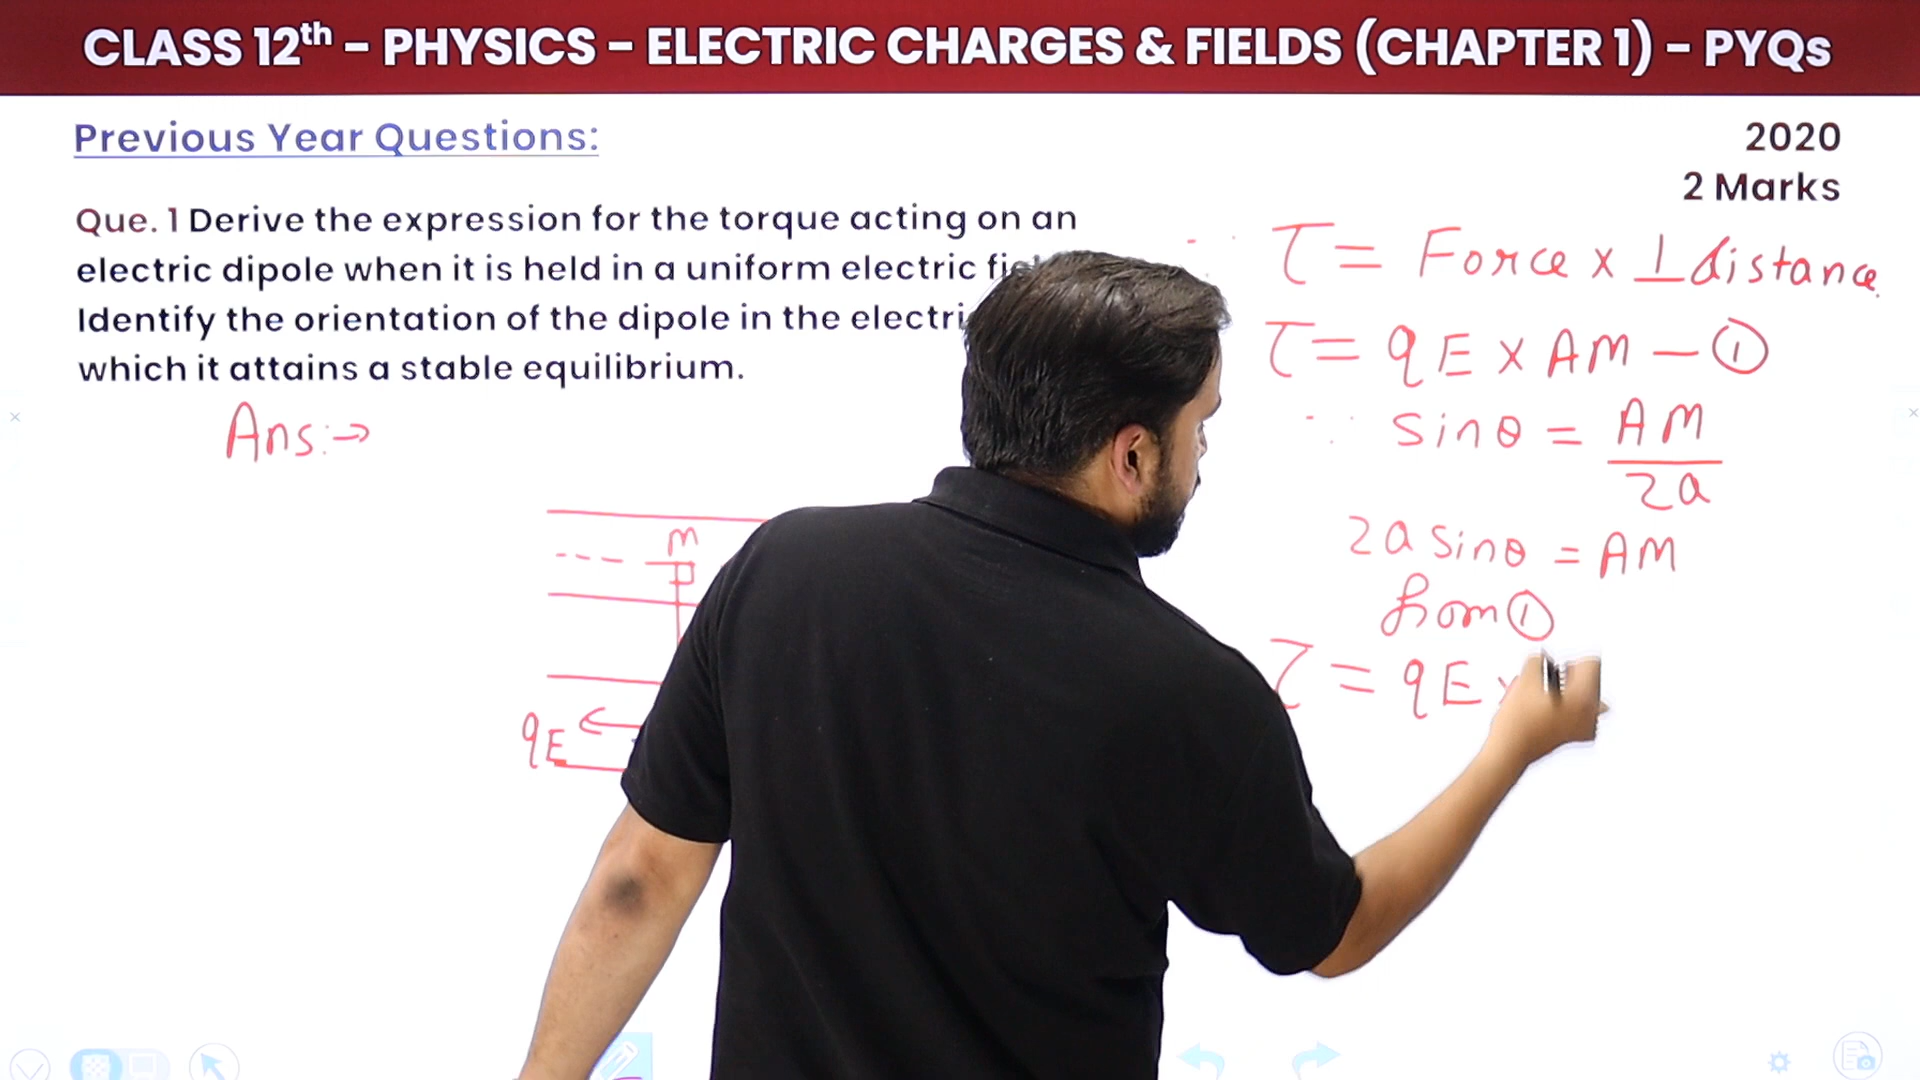 CLASS 12th – PHYSICS – ELECTRIC CHARGES & FIELDS (CHAPTER 1) – PYQs
Previous Year Questions:
2020
2 Marks
Que. 1 Derive the expression for the torque acting on an
electric dipole when it is held in a uniform electric
Identify the orientation of the dipole in the
which it attains a stable equilibrium.
Ans:→
M
qE
∵ τ = Force × ⊥ distance
τ = qE × AM – ①
∵ sinθ = AM / 2a
2a sinθ = AM
from ①
τ = qE ×